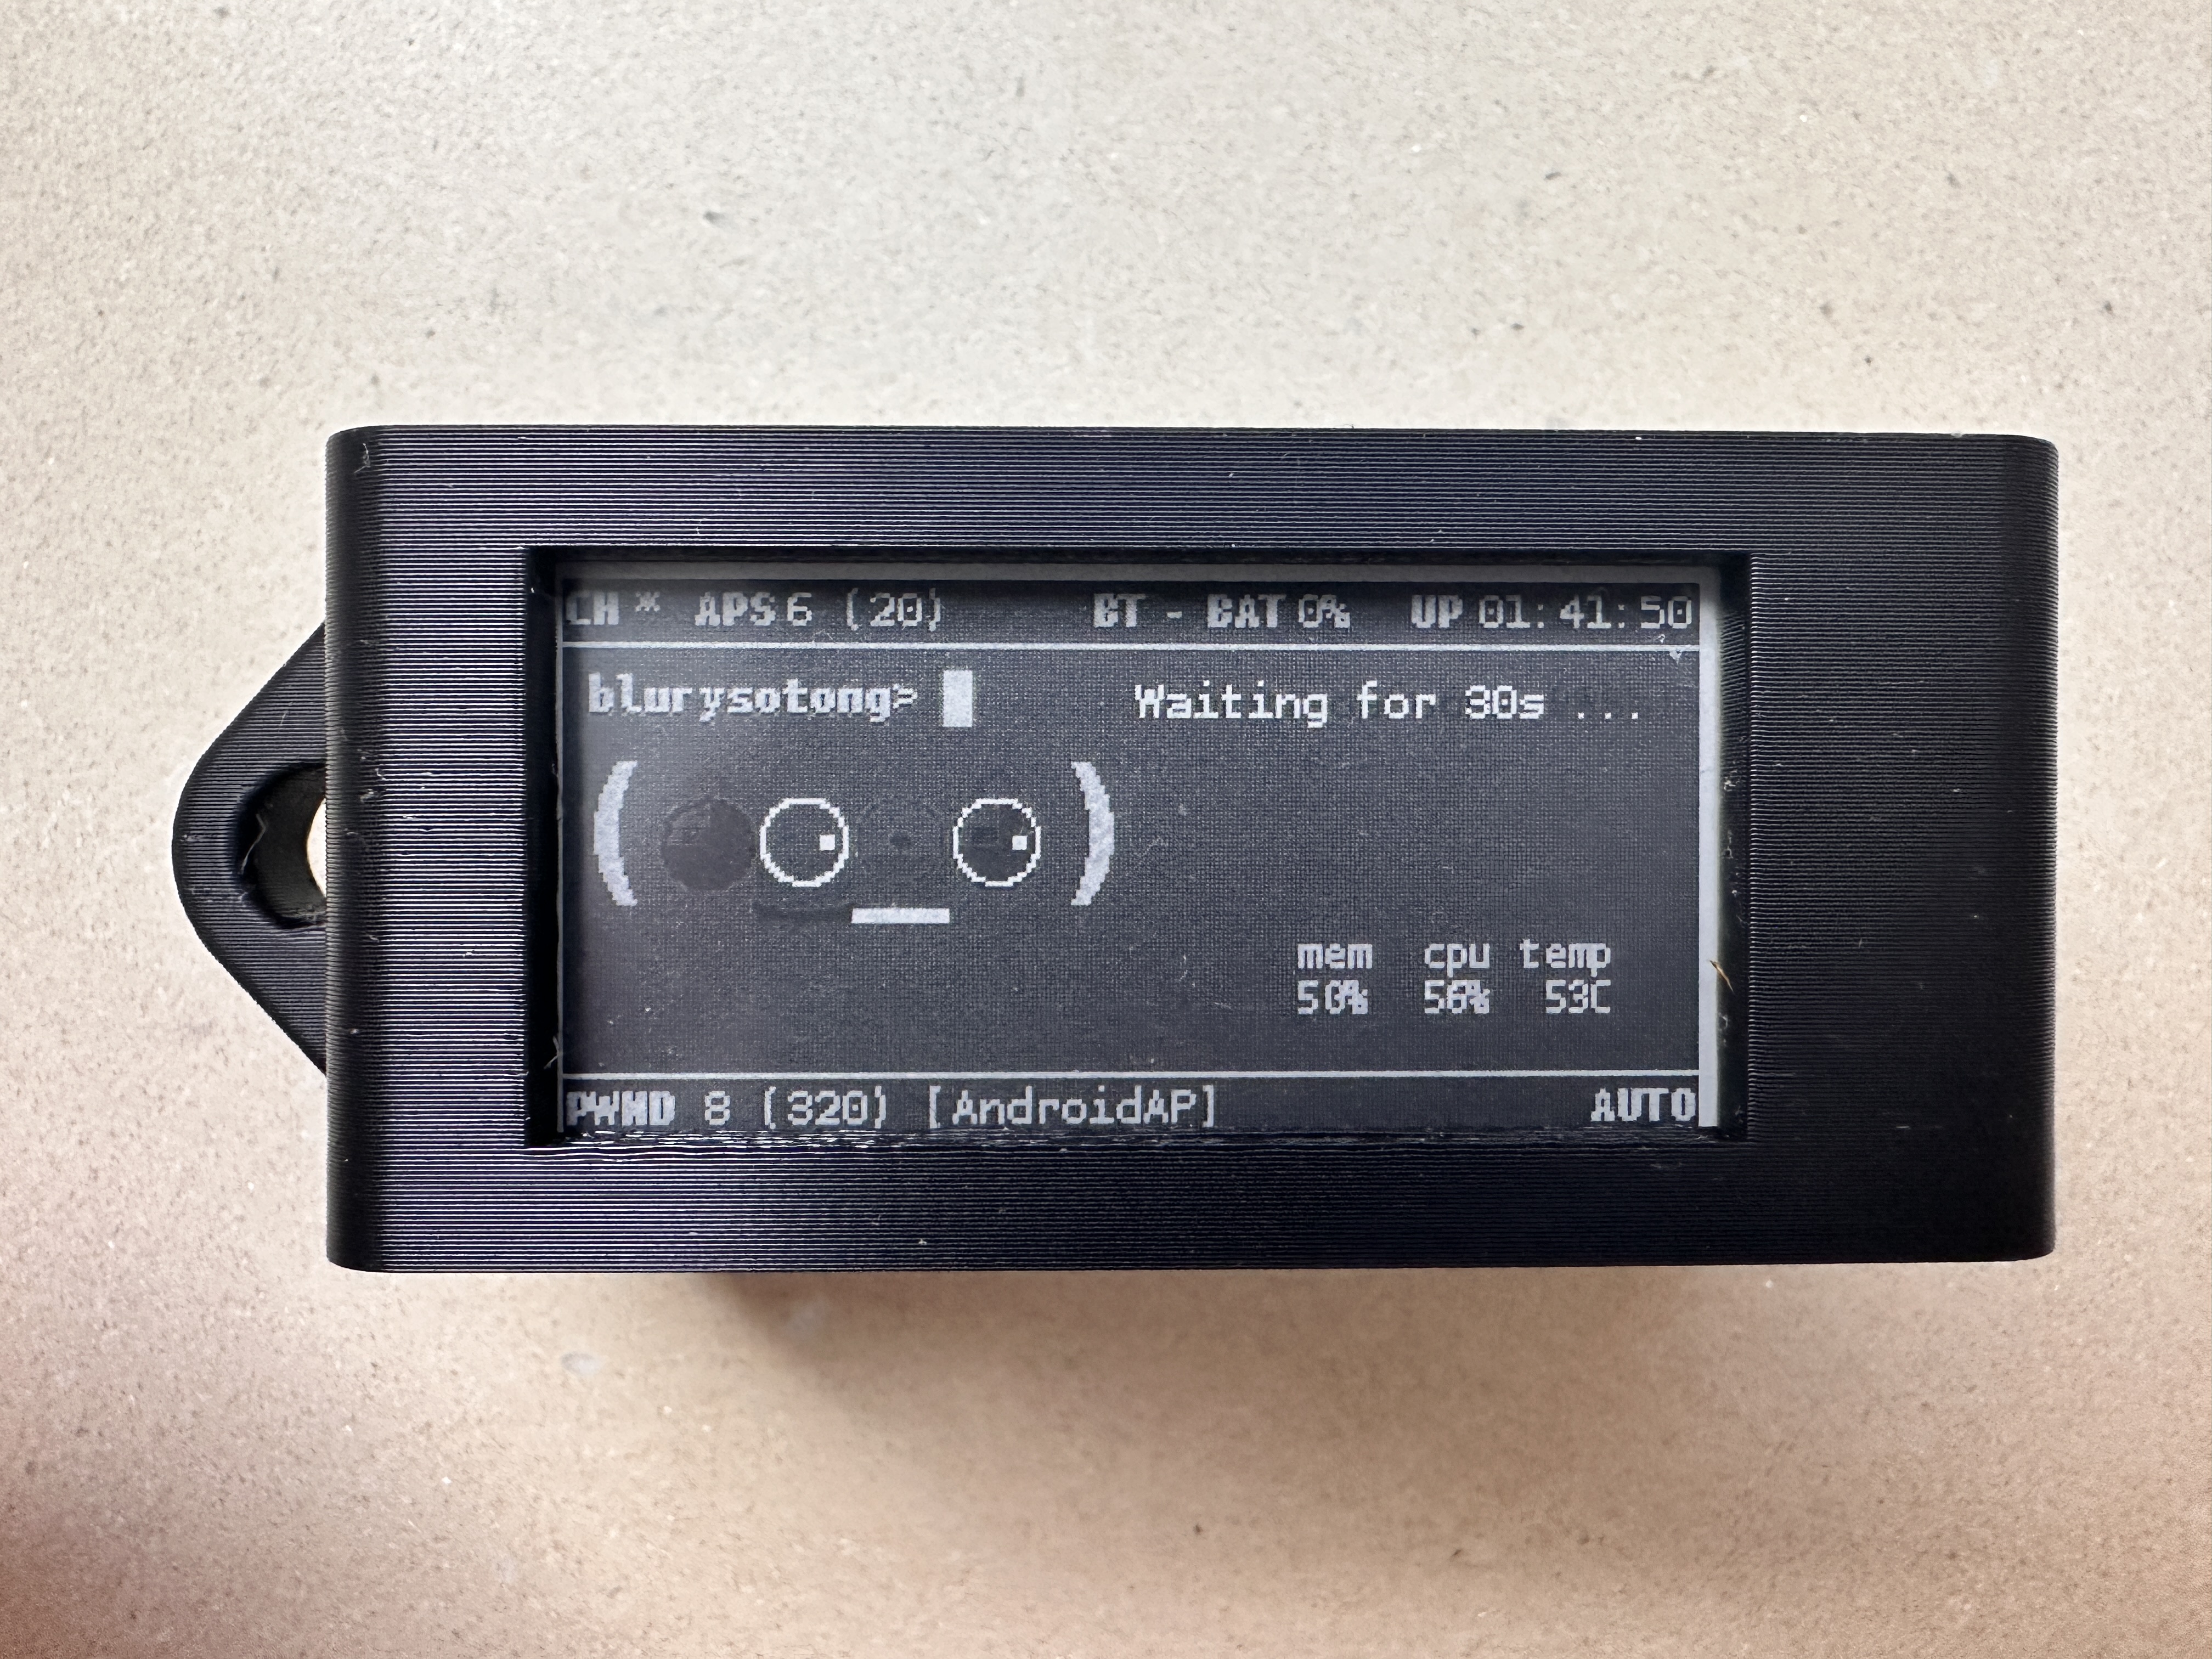 CH * APS 6 (20) BT - BAT 0% UP 01:41:50
blurysotong>
Waiting for 30s ...
mem cpu temp
50% 56% 53C
PWND 8 (320) [AndroidAP] AUTO